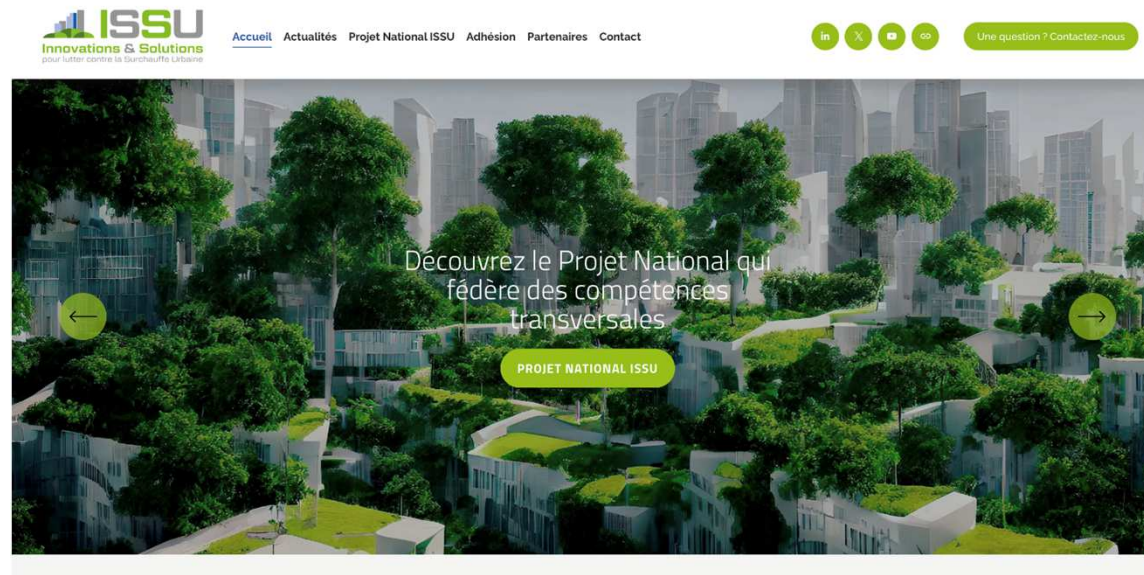 ISSU
Innovations & Solutions
pour lutter contre la Surchauffe Urbaine
Accueil Actualités Projet National ISSU Adhésion Partenaires Contact
Une question ? Contactez-nous
Découvrez le Projet National qui
fédère des compétences
transversales
PROJET NATIONAL ISSU